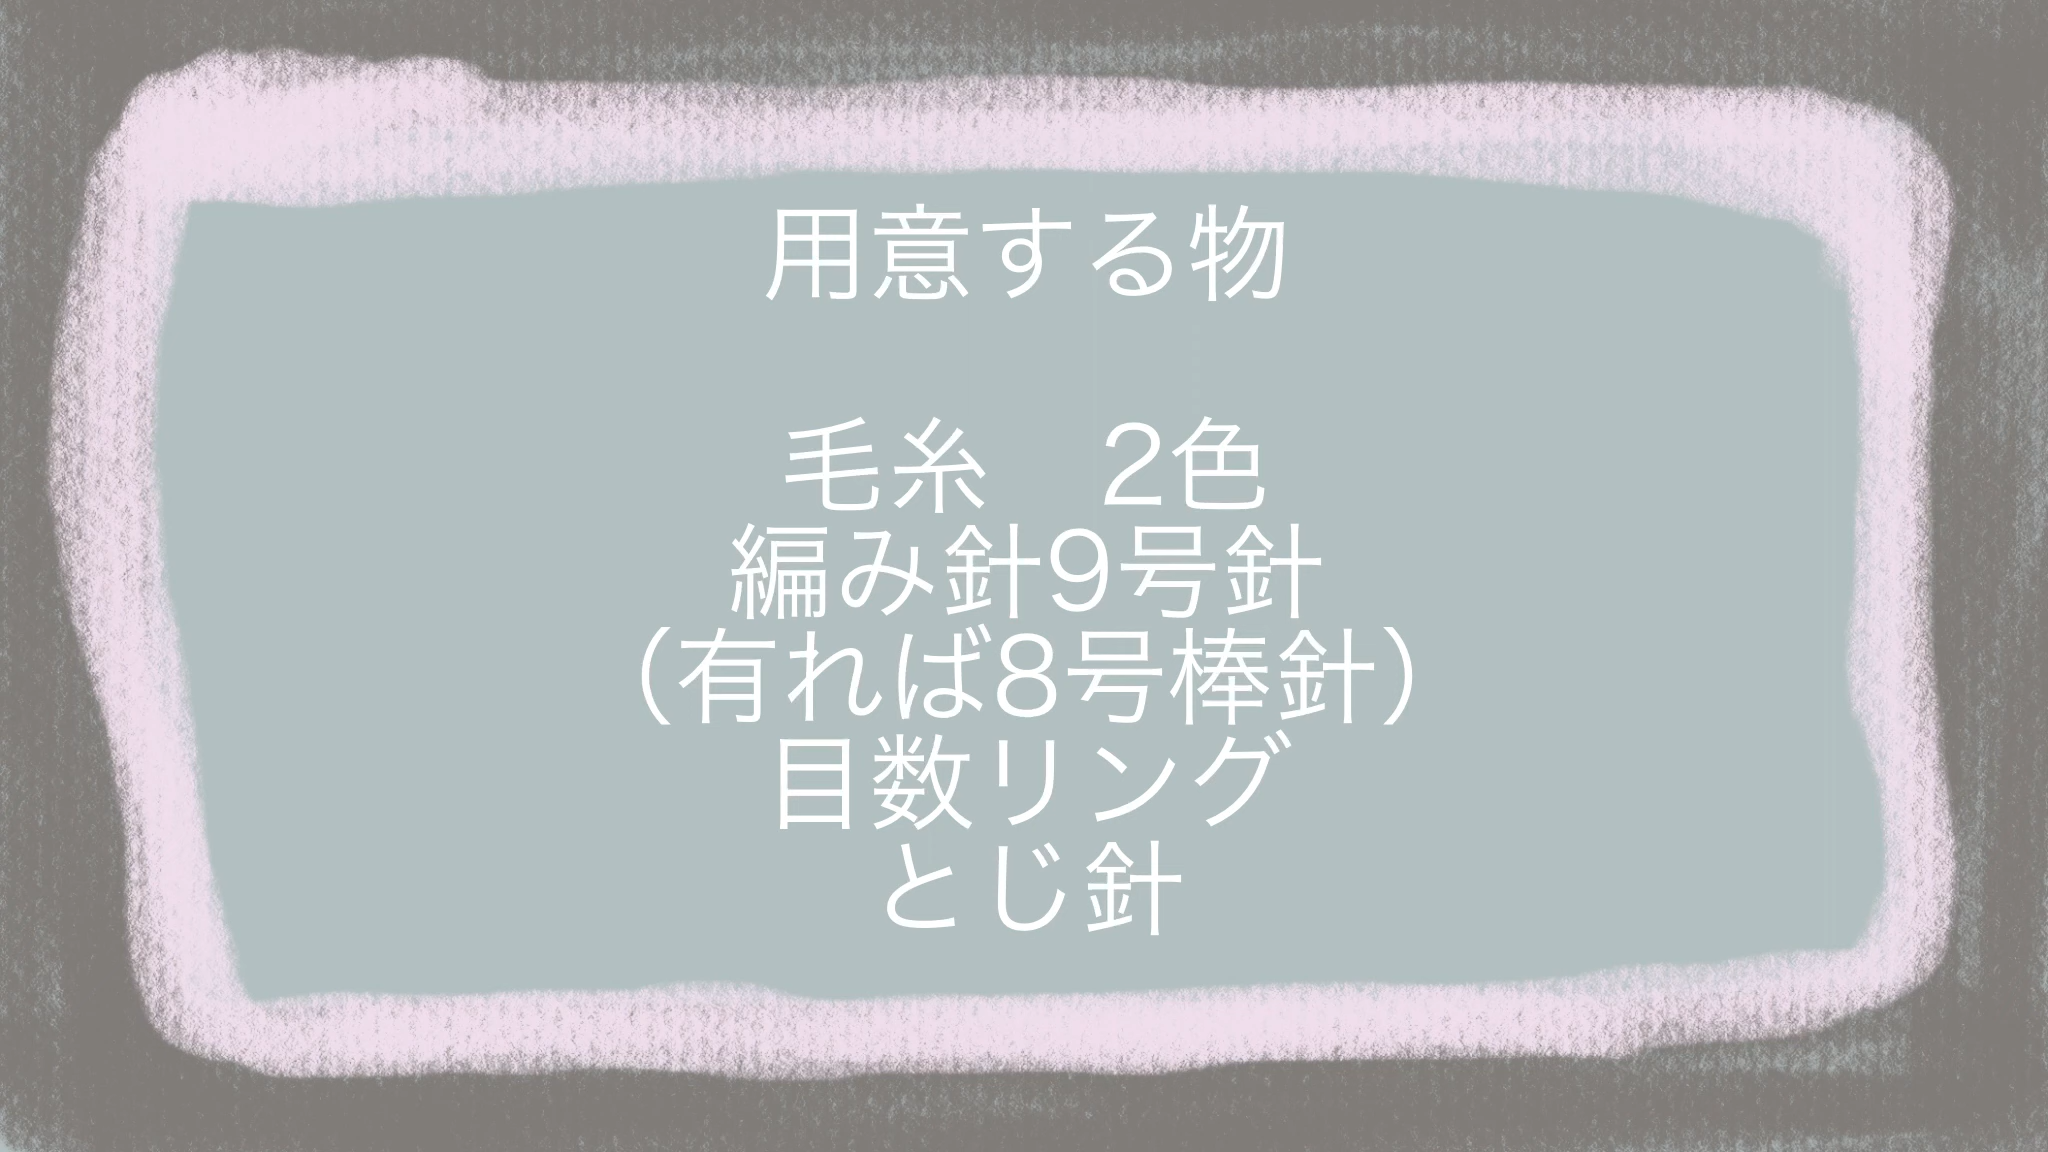 用意する物
毛糸　2色
編み針9号針
（有れば8号棒針）
目数リング
とじ針